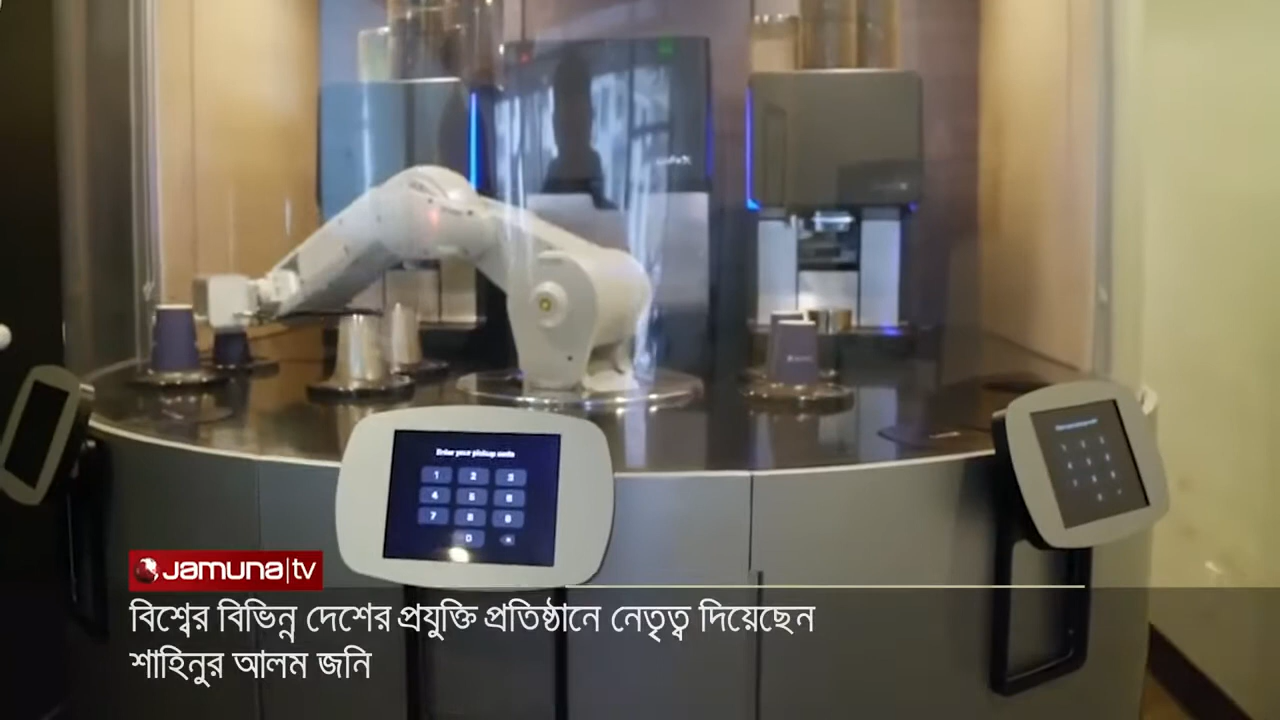 Enter your pickup code
1 2 3
4 5 6
7 8 9
0 ×
Jamuna|tv
বিশ্বের বিভিন্ন দেশের প্রযুক্তি প্রতিষ্ঠানে নেতৃত্ব দিয়েছেন
শাহিনুর আলম জনি